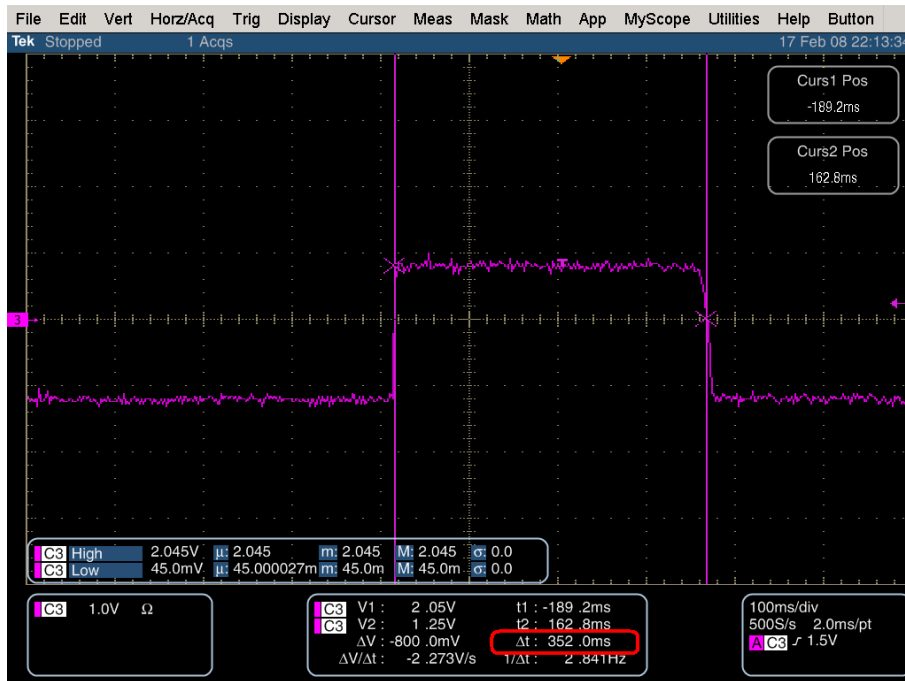 File Edit Vert Horz/Acq Trig Display Cursor Meas Mask Math App MyScope Utilities Help Button
Tek Stopped 1 Acqs 17 Feb 08 22:13:34
Curs1 Pos
-189.2ms
Curs2 Pos
162.8ms
T
3
C3 High 2.045V µ: 2.045 m: 2.045 M: 2.045 σ: 0.0
C3 Low 45.0mV µ: 45.000027m m: 45.0m M: 45.0m σ: 0.0
C3 1.0V Ω
C3 V1 : 2 .05V t1 : -189 .2ms
C3 V2 : 1 .25V t2 : 162 .8ms
ΔV : -800 .0mV Δt : 352 .0ms
ΔV/Δt : -2 .273V/s 1/Δt : 2 .841Hz
100ms/div
500S/s 2.0ms/pt
A C3 1.5V